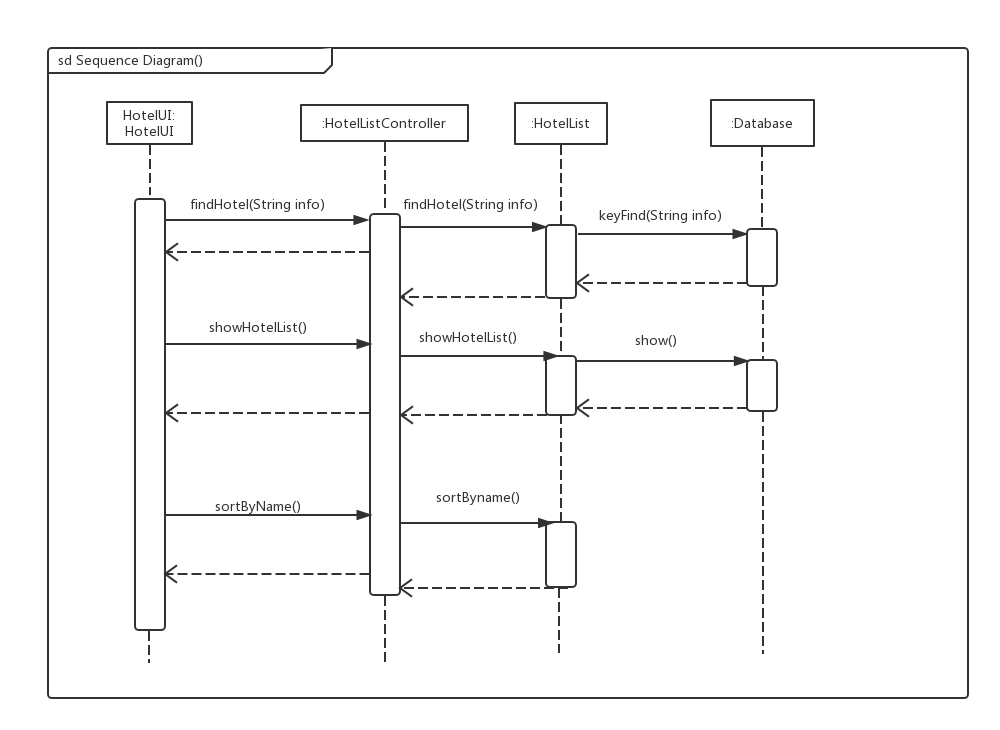 sd Sequence Diagram()
HotelUI:
HotelUI
:HotelListController
:HotelList
:Database
findHotel(String info)
findHotel(String info)
keyFind(String info)
showHotelList()
showHotelList()
show()
sortByName()
sortByname()